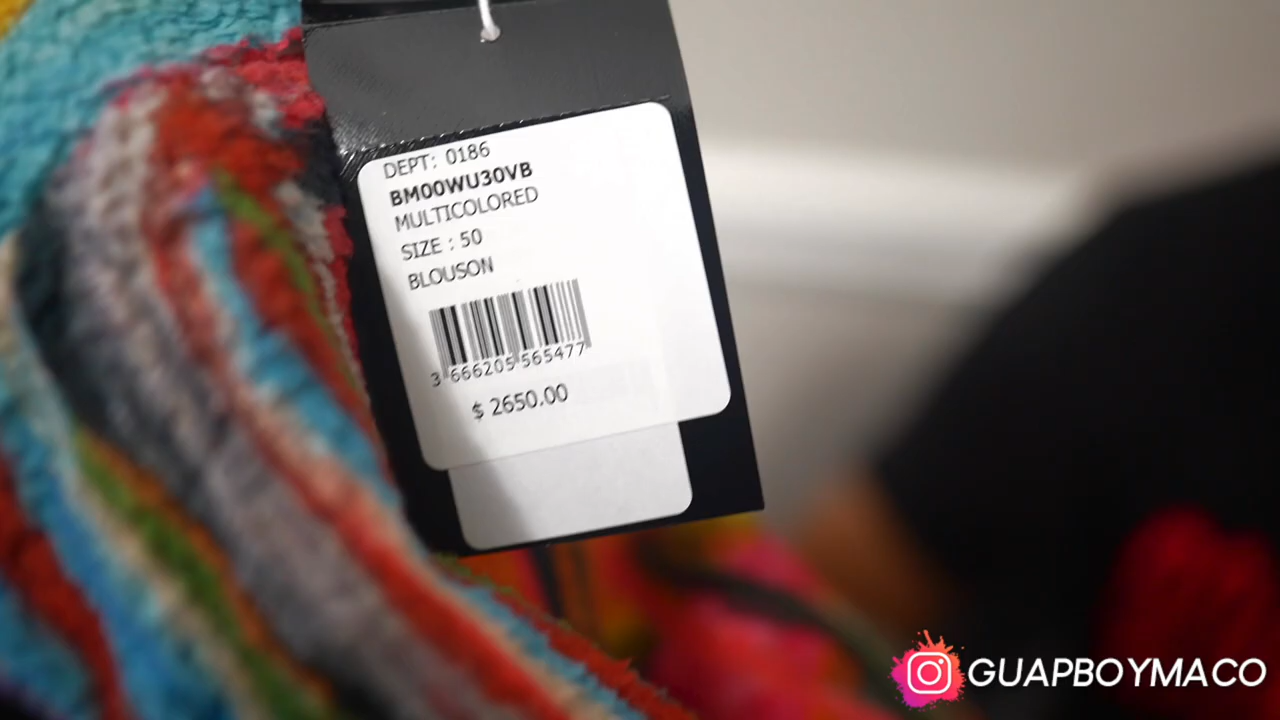 DEPT: 0186
BM00WU30VB
MULTICOLORED
SIZE : 50
BLOUSON
3 666205 565477
$ 2650.00
GUAPBOYMACO